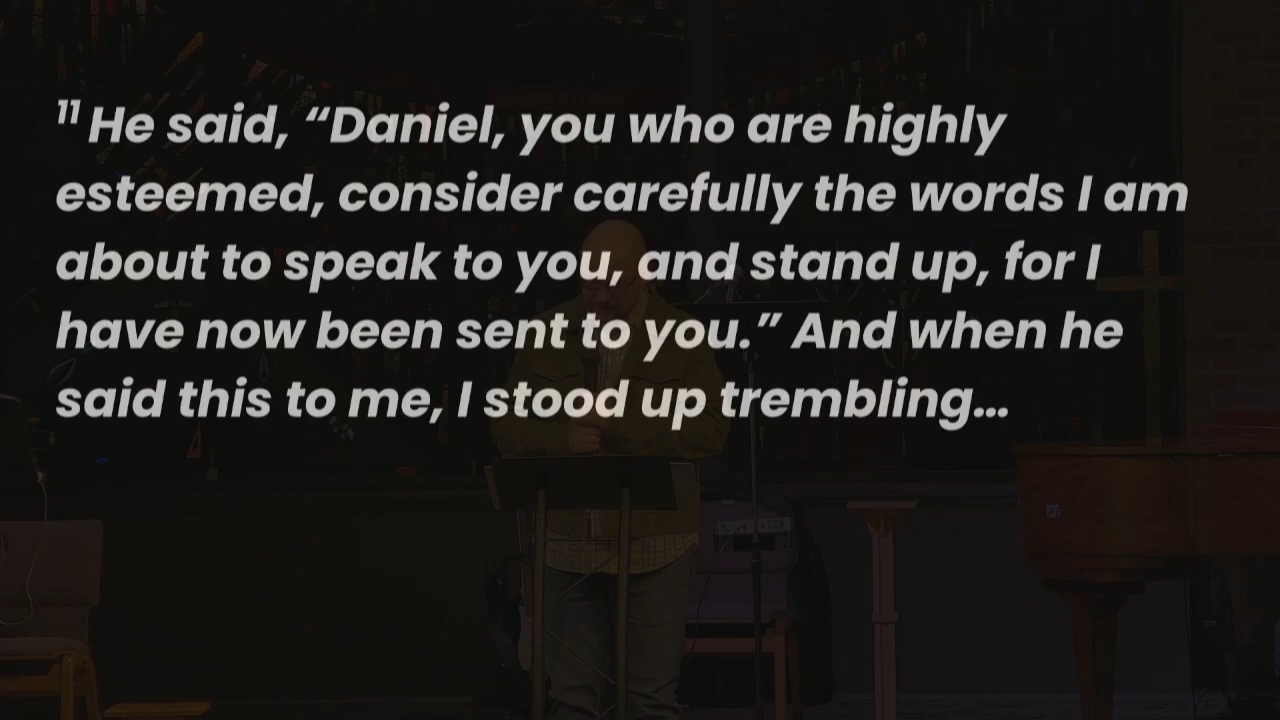 11 He said, “Daniel, you who are highly
esteemed, consider carefully the words I am
about to speak to you, and stand up, for I
have now been sent to you.” And when he
said this to me, I stood up trembling…